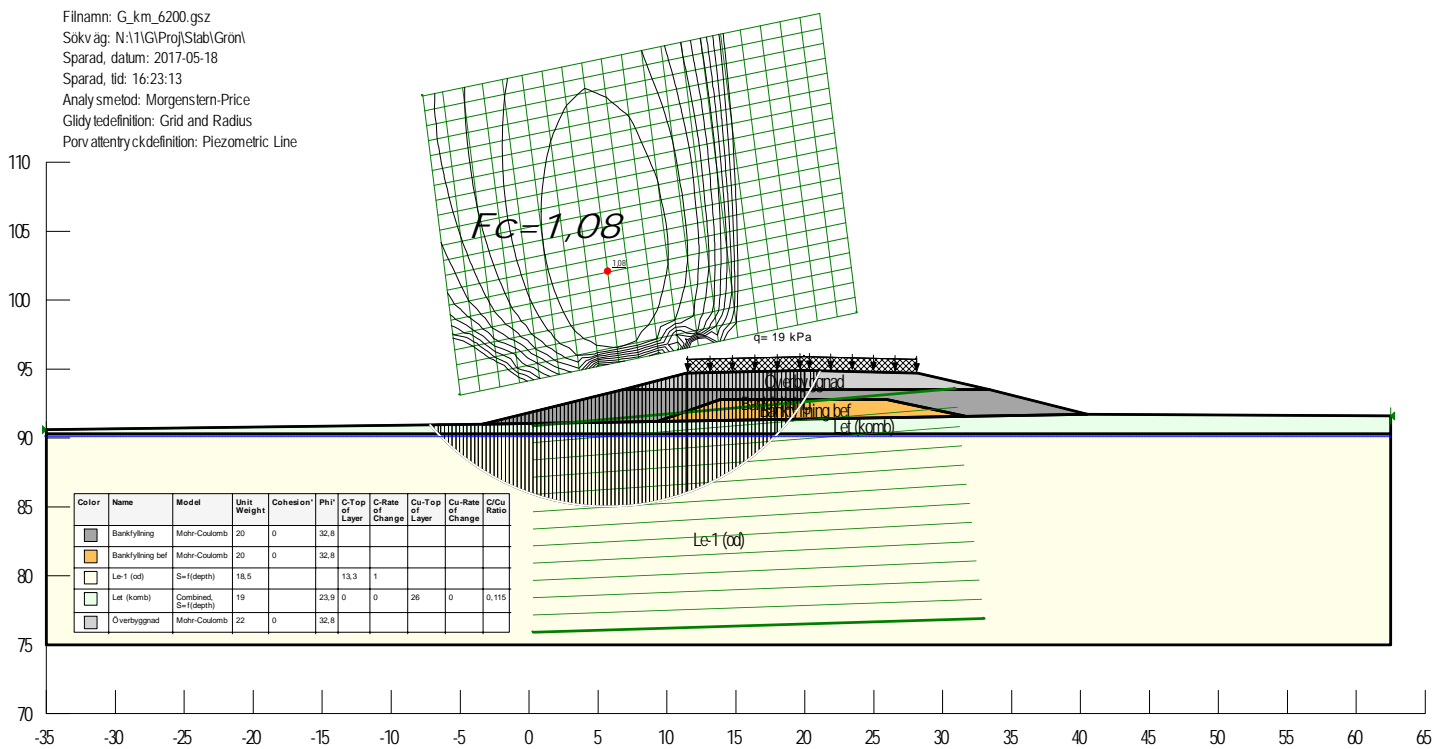 Filnamn: G_km_6200.gsz
Sökväg: N:\1\G\Proj\Stab\Grön\
Sparad, datum: 2017-05-18
Sparad, tid: 16:23:13
Analysmetod: Morgenstern-Price
Glidytedefinition: Grid and Radius
Porvattentryckdefinition: Piezometric Line
Fc=1,08
1,08
q= 19 kPa
Överbyggnad
Bankfyllning bef
Let (komb)
Le-1 (od)
Color Name Model Unit Weight Cohesion' Phi' C-Top of Layer C-Rate of Change Cu-Top of Layer Cu-Rate of Change C/Cu Ratio
Bankfyllning Mohr-Coulomb 20 0 32,8
Bankfyllning bef Mohr-Coulomb 20 0 32,8
Le-1 (od) S=f(depth) 18,5 13,3 1
Let (komb) Combined, S=f(depth) 19 23,9 0 0 26 0 0,115
Överbyggnad Mohr-Coulomb 22 0 32,8
110
105
100
95
90
85
80
75
70
-35 -30 -25 -20 -15 -10 -5 0 5 10 15 20 25 30 35 40 45 50 55 60 65